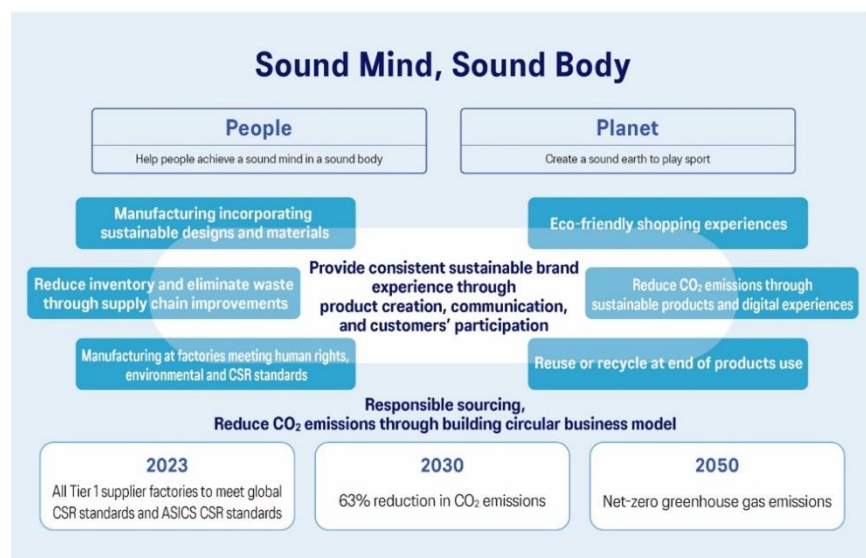 Sound Mind, Sound Body
People
Help people achieve a sound mind in a sound body
Planet
Create a sound earth to play sport
Manufacturing incorporating
sustainable designs and materials
Eco-friendly shopping experiences
Reduce inventory and eliminate waste
through supply chain improvements
Provide consistent sustainable brand
experience through
product creation, communication,
and customers' participation
Reduce CO₂ emissions through
sustainable products and digital experiences
Manufacturing at factories meeting human rights,
environmental and CSR standards
Reuse or recycle at end of products use
Responsible sourcing,
Reduce CO₂ emissions through building circular business model
2023
All Tier 1 supplier factories to meet global
CSR standards and ASICS CSR standards
2030
63% reduction in CO₂ emissions
2050
Net-zero greenhouse gas emissions